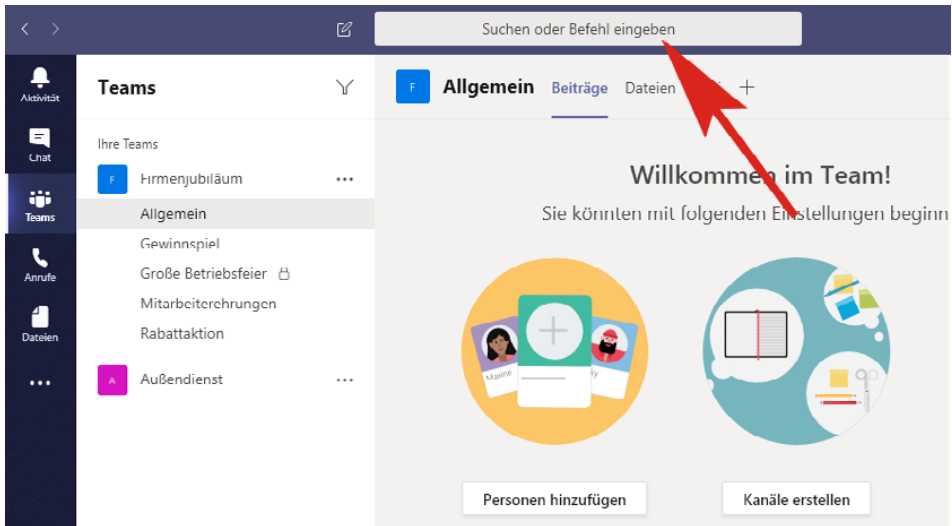 Suchen oder Befehl eingeben
Aktivität
Chat
Teams
Anrufe
Dateien
Teams
Ihre Teams
F Firmenjubiläum
Allgemein
Gewinnspiel
Große Betriebsfeier
Mitarbeiterehrungen
Rabattaktion
A Außendienst
F Allgemein Beiträge Dateien
Willkommen im Team!
Sie könnten mit folgenden Einstellungen beginn
Maxine
Personen hinzufügen
Kanäle erstellen